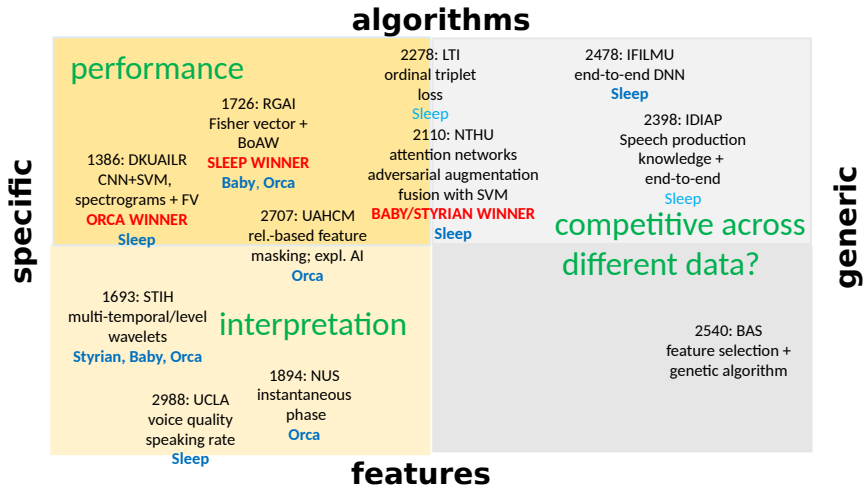 algorithms
performance
2278: LTI
ordinal triplet
loss
Sleep
2478: IFILMU
end-to-end DNN
Sleep
1726: RGAI
Fisher vector +
BoAW
SLEEP WINNER
Baby, Orca
2398: IDIAP
Speech production
knowledge +
end-to-end
Sleep
2110: NTHU
attention networks
adversarial augmentation
fusion with SVM
BABY/STYRIAN WINNER
Sleep
1386: DKUAILR
CNN+SVM,
spectrograms + FV
ORCA WINNER
Sleep
specific
generic
2707: UAHCM
rel.-based feature
masking; expl. AI
Orca
competitive across
different data?
1693: STIH
multi-temporal/level
wavelets
Styrian, Baby, Orca
interpretation
2540: BAS
feature selection +
genetic algorithm
1894: NUS
instantaneous
phase
Orca
2988: UCLA
voice quality
speaking rate
Sleep
features